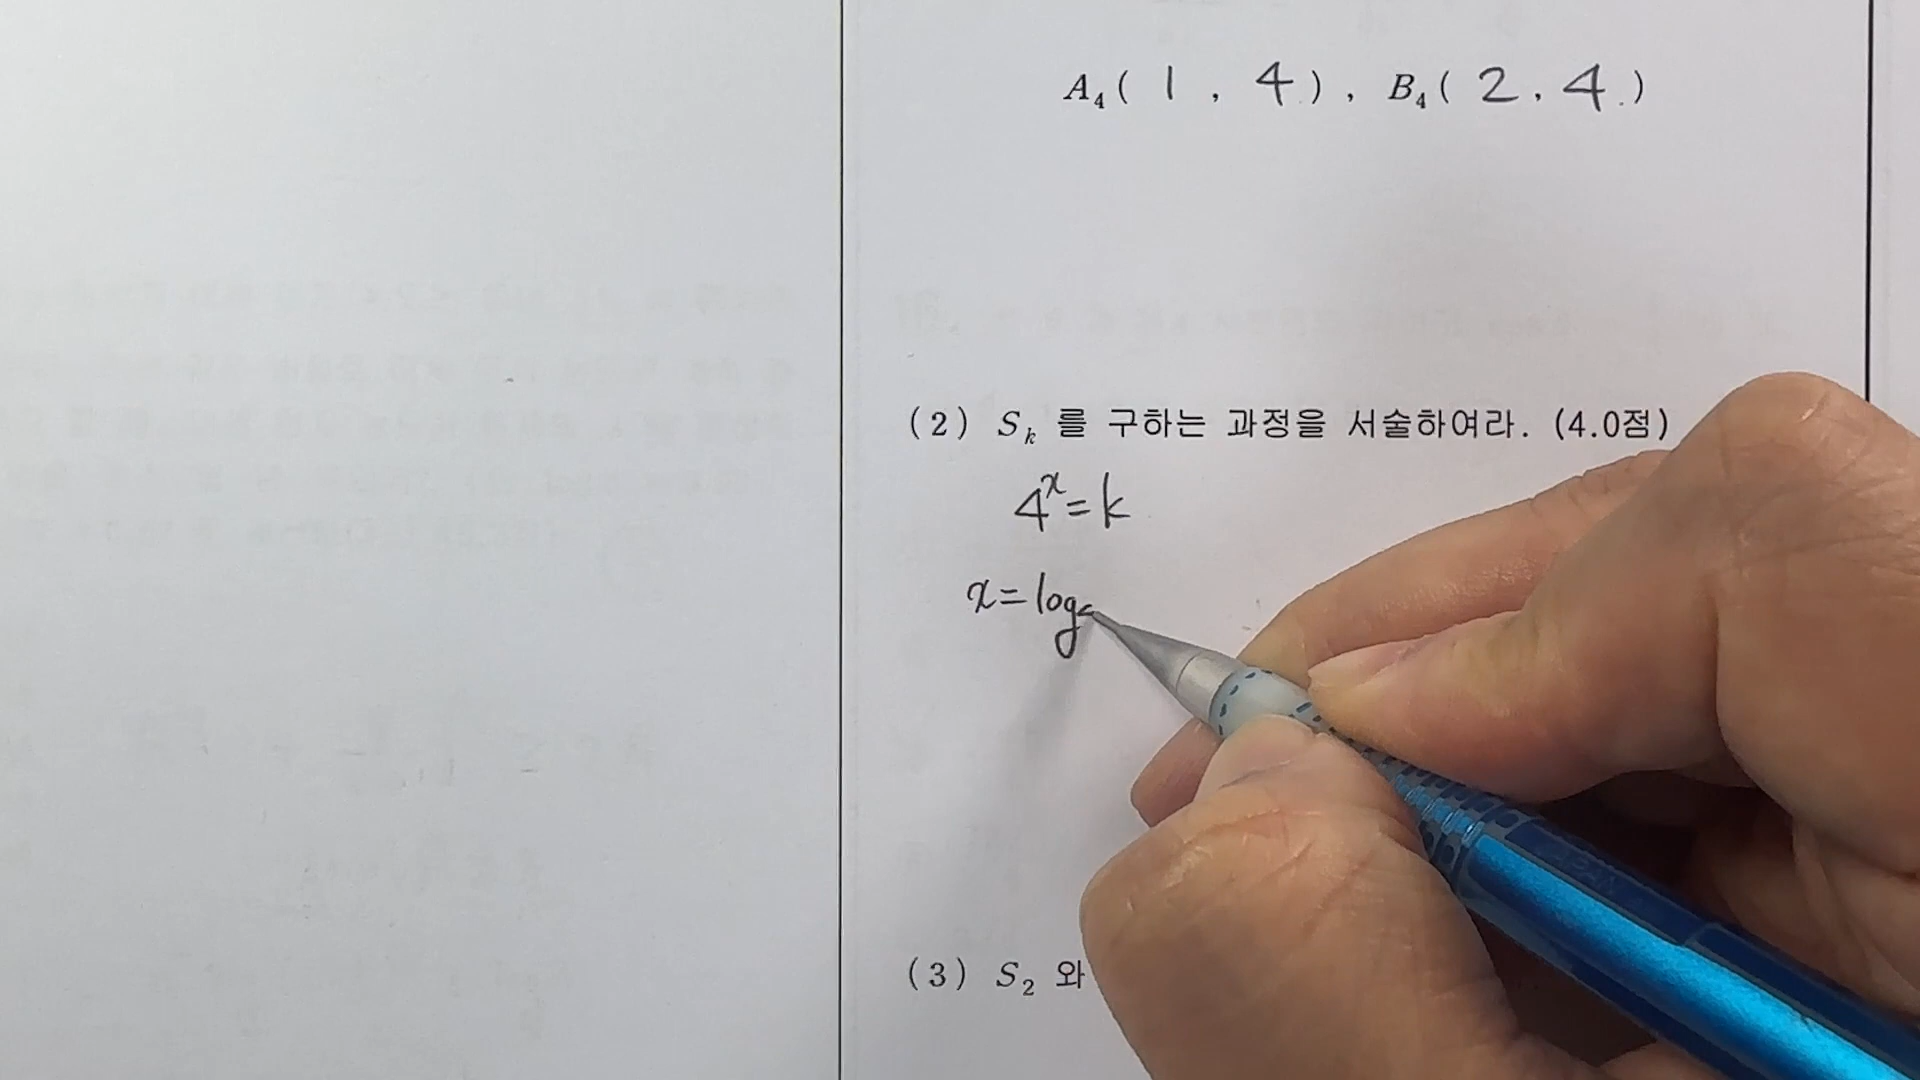 A₄( 1 , 4 ) , B₄( 2 , 4 )
(2) Sₖ 를 구하는 과정을 서술하여라. (4.0점)
4ˣ=k
x=log
(3) S₂ 와